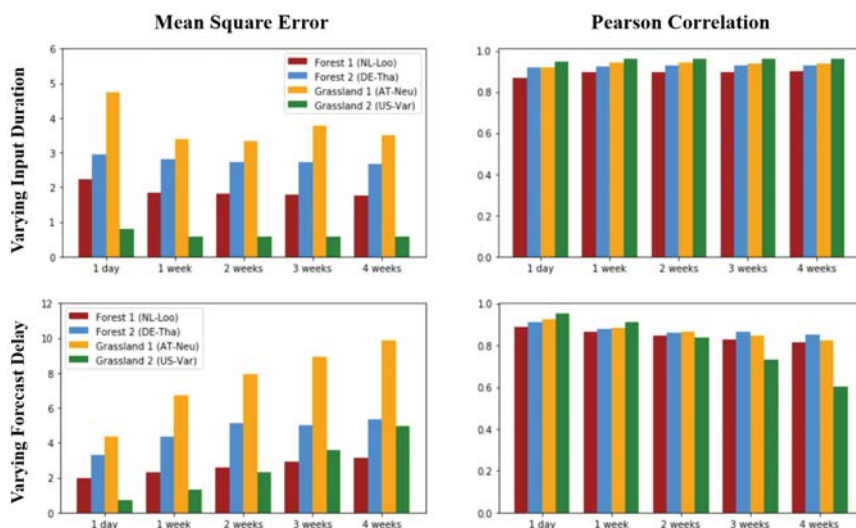 Mean Square Error
Pearson Correlation
Varying Input Duration
6
5
4
3
2
1
0
Forest 1 (NL-Loo)
Forest 2 (DE-Tha)
Grassland 1 (AT-Neu)
Grassland 2 (US-Var)
1 day 1 week 2 weeks 3 weeks 4 weeks
1.0
0.8
0.6
0.4
0.2
0.0
1 day 1 week 2 weeks 3 weeks 4 weeks
Varying Forecast Delay
12
10
8
6
4
2
0
Forest 1 (NL-Loo)
Forest 2 (DE-Tha)
Grassland 1 (AT-Neu)
Grassland 2 (US-Var)
1 day 1 week 2 weeks 3 weeks 4 weeks
1.0
0.8
0.6
0.4
0.2
0.0
1 day 1 week 2 weeks 3 weeks 4 weeks